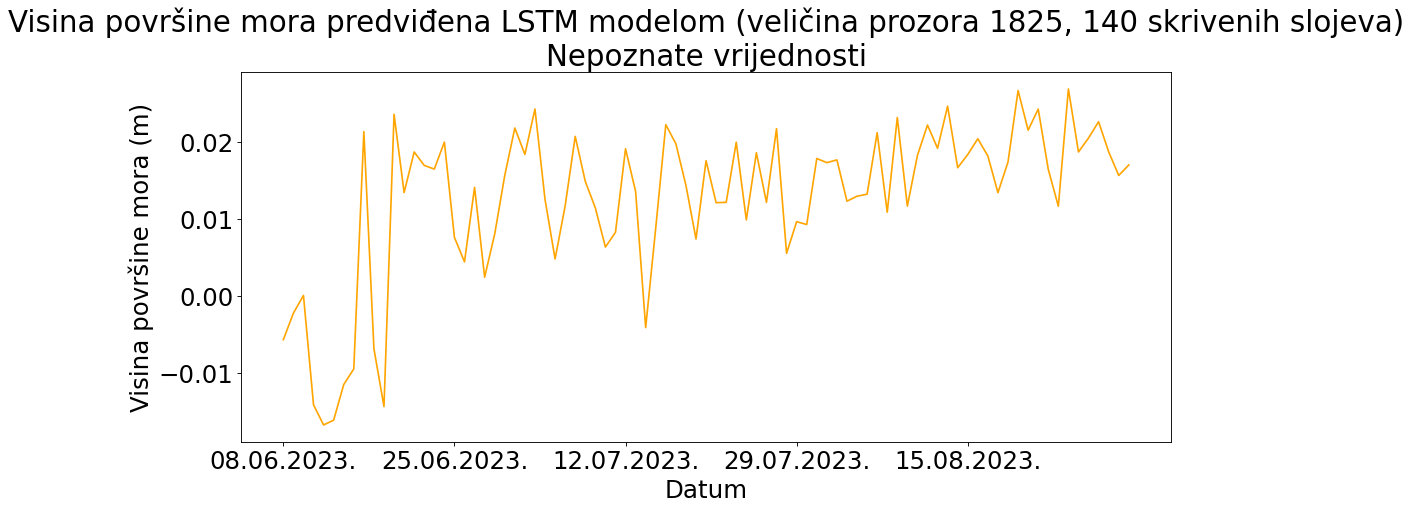 Visina površine mora predviđena LSTM modelom (veličina prozora 1825, 140 skrivenih slojeva)
Nepoznate vrijednosti
Visina površine mora (m)
0.02
0.01
0.00
−0.01
08.06.2023. 25.06.2023. 12.07.2023. 29.07.2023. 15.08.2023.
Datum